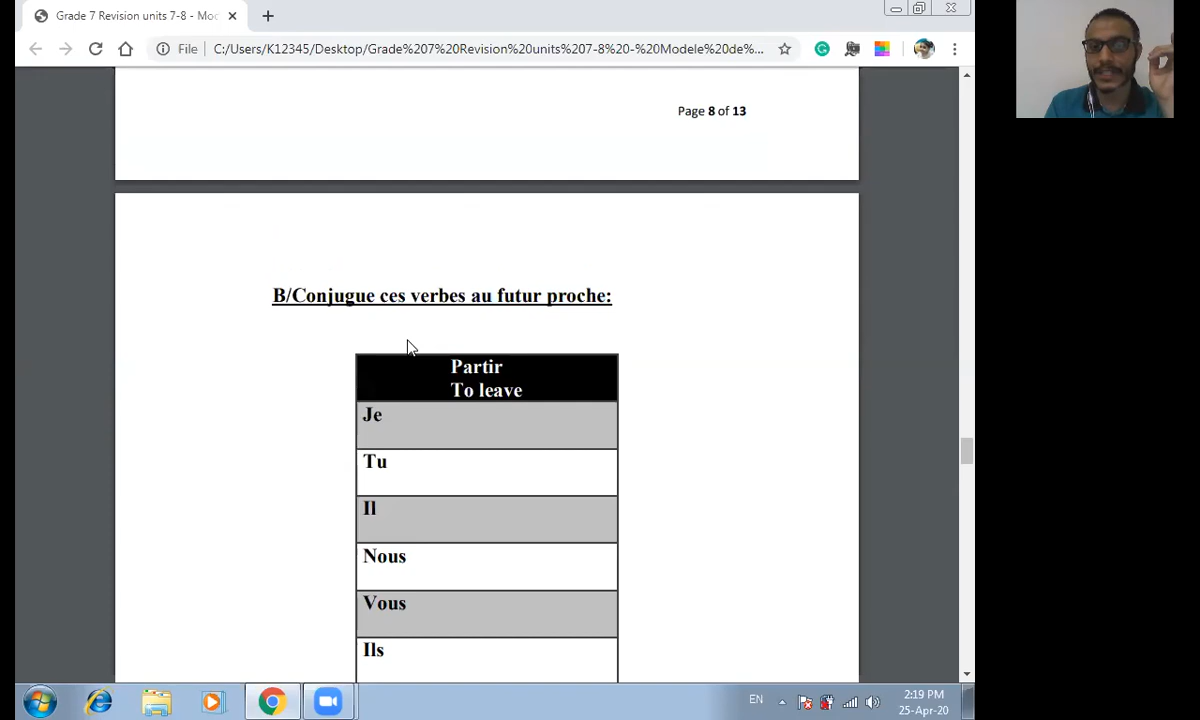 Grade 7 Revision units 7-8 - Moc
File
C:/Users/K12345/Desktop/Grade%207%20Revision%20units%207-8%20-%20Modele%20de%...
Page 8 of 13
B/Conjugue ces verbes au futur proche:
Partir
To leave
Je
Tu
Il
Nous
Vous
Ils
EN
2:19 PM
25-Apr-20